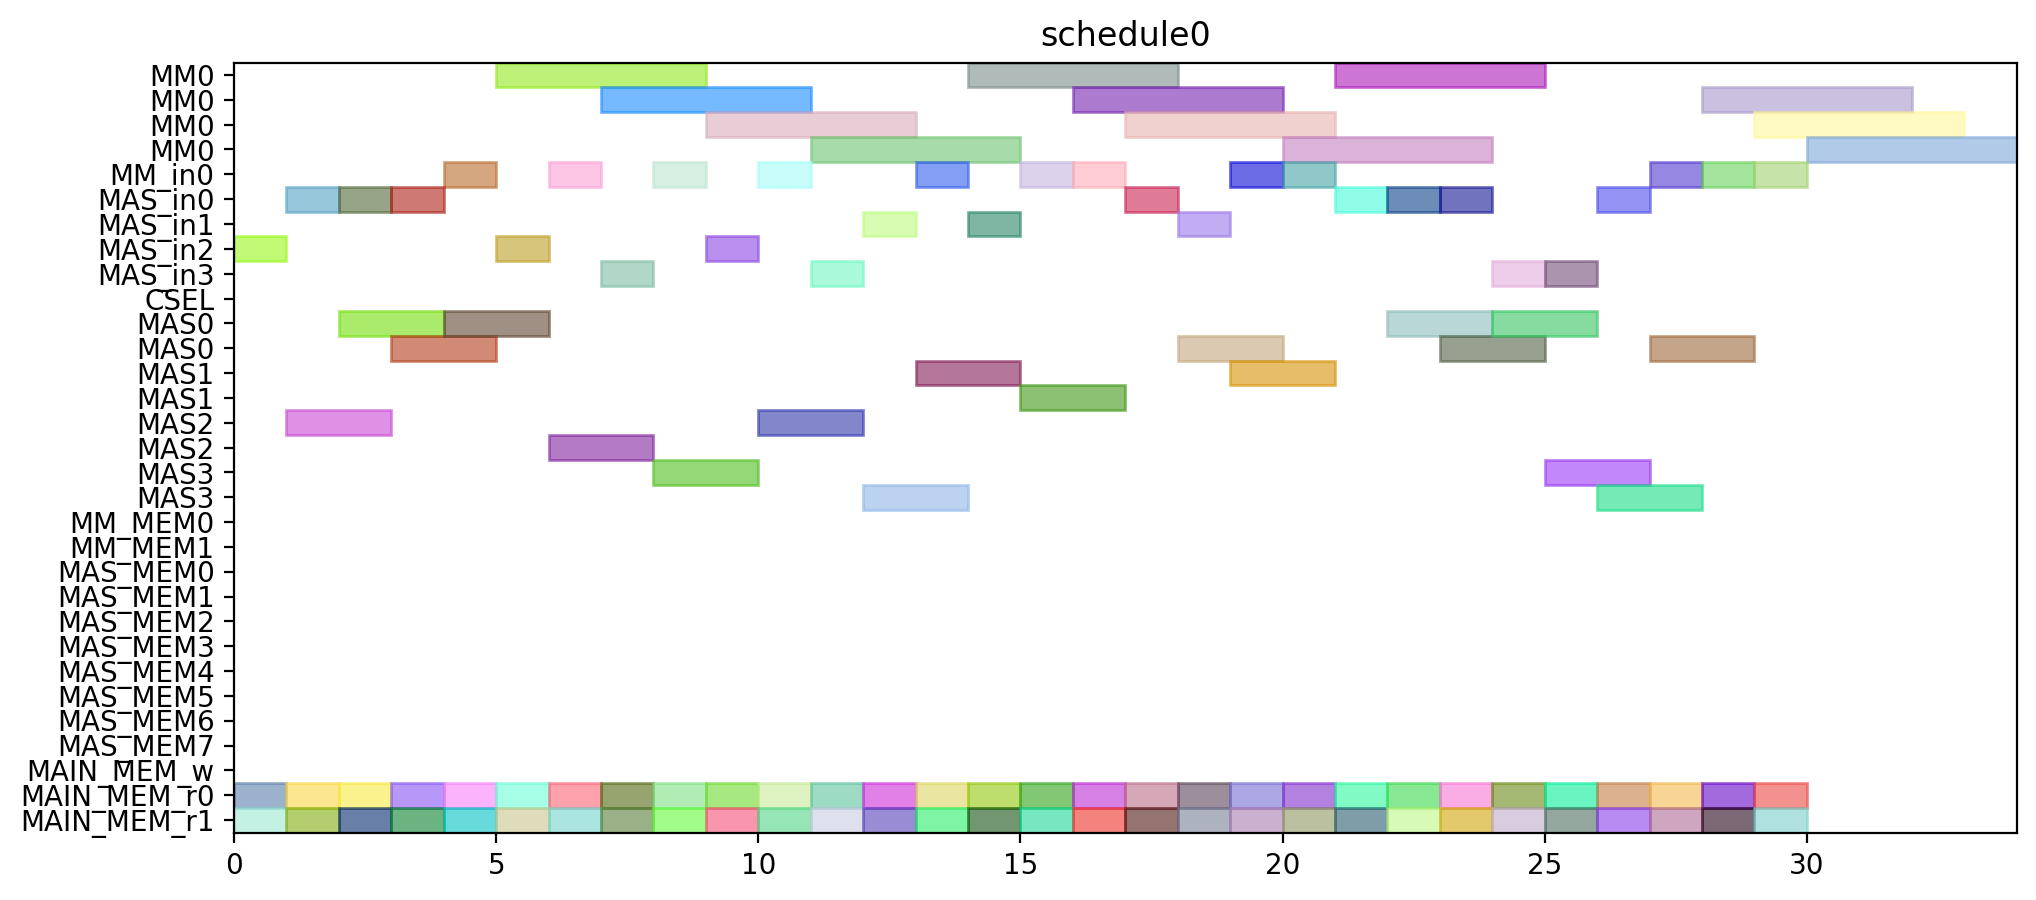 schedule0
MM0
MM0
MM0
MM0
MM_in0
MAS_in0
MAS_in1
MAS_in2
MAS_in3
CSEL
MAS0
MAS0
MAS1
MAS1
MAS2
MAS2
MAS3
MAS3
MM_MEM0
MM_MEM1
MAS_MEM0
MAS_MEM1
MAS_MEM2
MAS_MEM3
MAS_MEM4
MAS_MEM5
MAS_MEM6
MAS_MEM7
MAIN_MEM_w
MAIN_MEM_r0
MAIN_MEM_r1
0 5 10 15 20 25 30